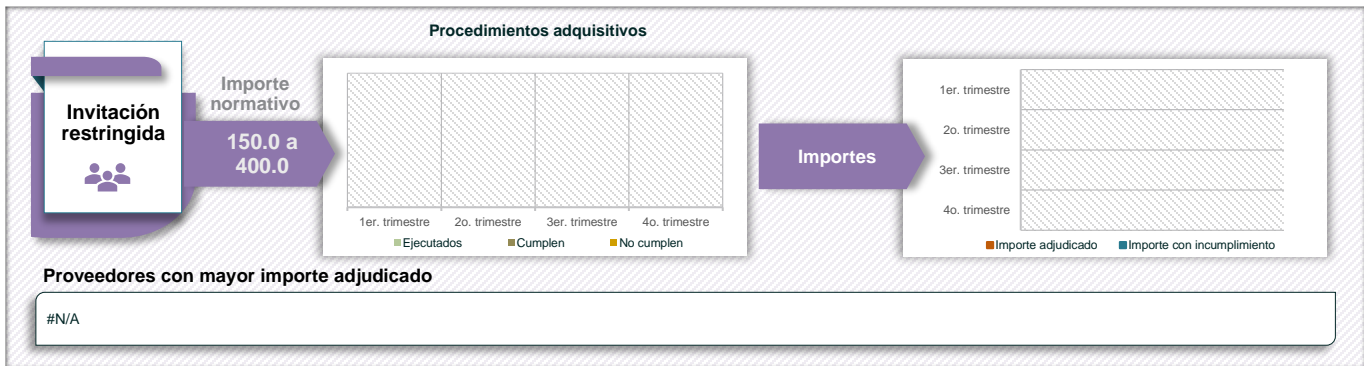 Procedimientos adquisitivos
Invitación
restringida
Importe
normativo
150.0 a
400.0
1er. trimestre 2o. trimestre 3er. trimestre 4o. trimestre
Ejecutados Cumplen No cumplen
Importes
1er. trimestre
2o. trimestre
3er. trimestre
4o. trimestre
Importe adjudicado Importe con incumplimiento
Proveedores con mayor importe adjudicado
#N/A